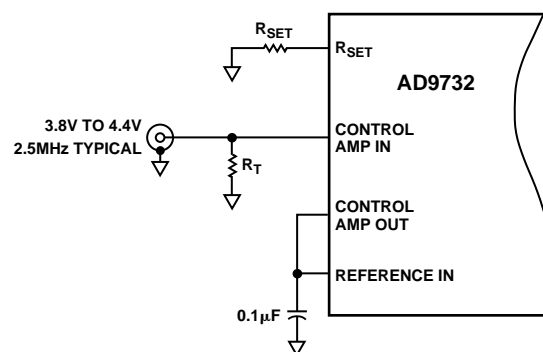 RSET
RSET
AD9732
3.8V TO 4.4V
2.5MHz TYPICAL
CONTROL
AMP IN
RT
CONTROL
AMP OUT
REFERENCE IN
0.1μF